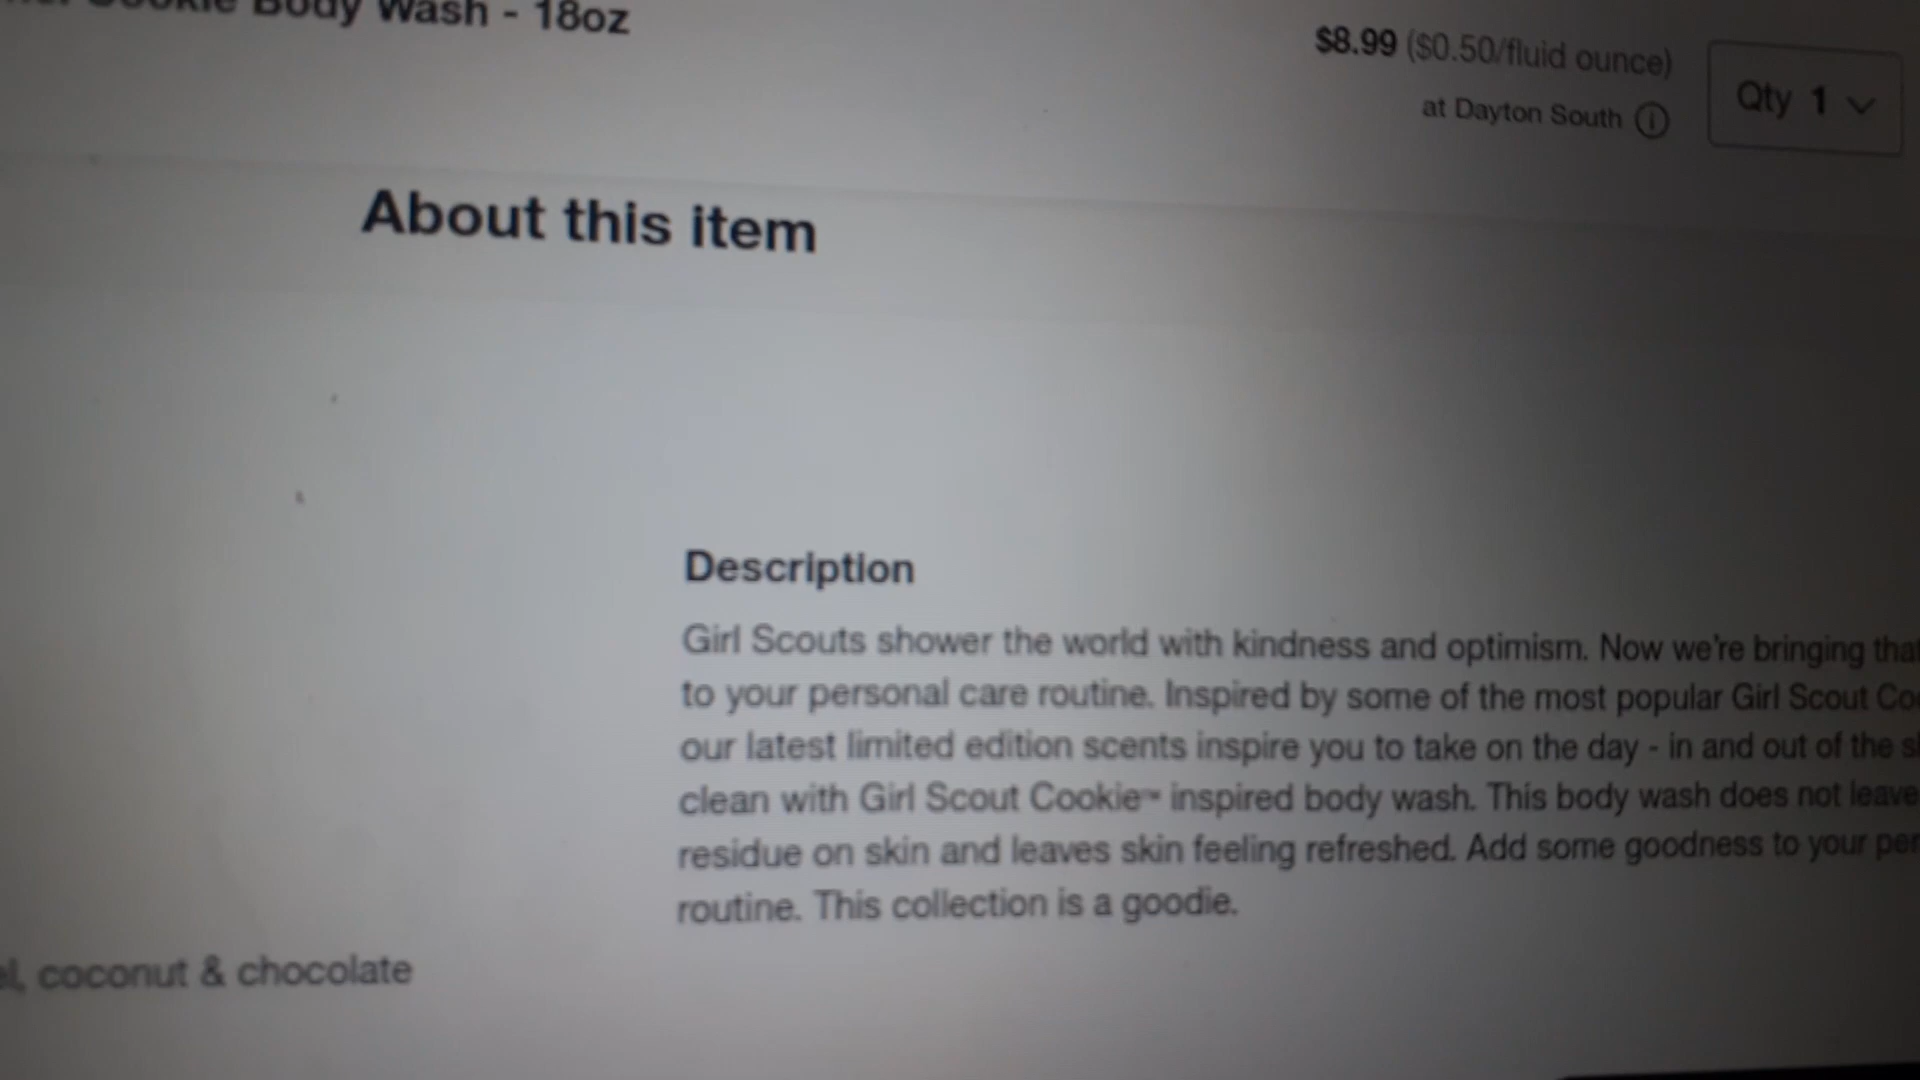 Body Wash - 18oz
$8.99 ($0.50/fluid ounce)
at Dayton South
Qty 1
About this item
Description
Girl Scouts shower the world with kindness and optimism. Now we're bringing that
to your personal care routine. Inspired by some of the most popular Girl Scout
our latest limited edition scents inspire you to take on the day - in and out of the
clean with Girl Scout Cookie™ inspired body wash. This body wash does not leave
residue on skin and leaves skin feeling refreshed. Add some goodness to your
routine. This collection is a goodie.
coconut & chocolate